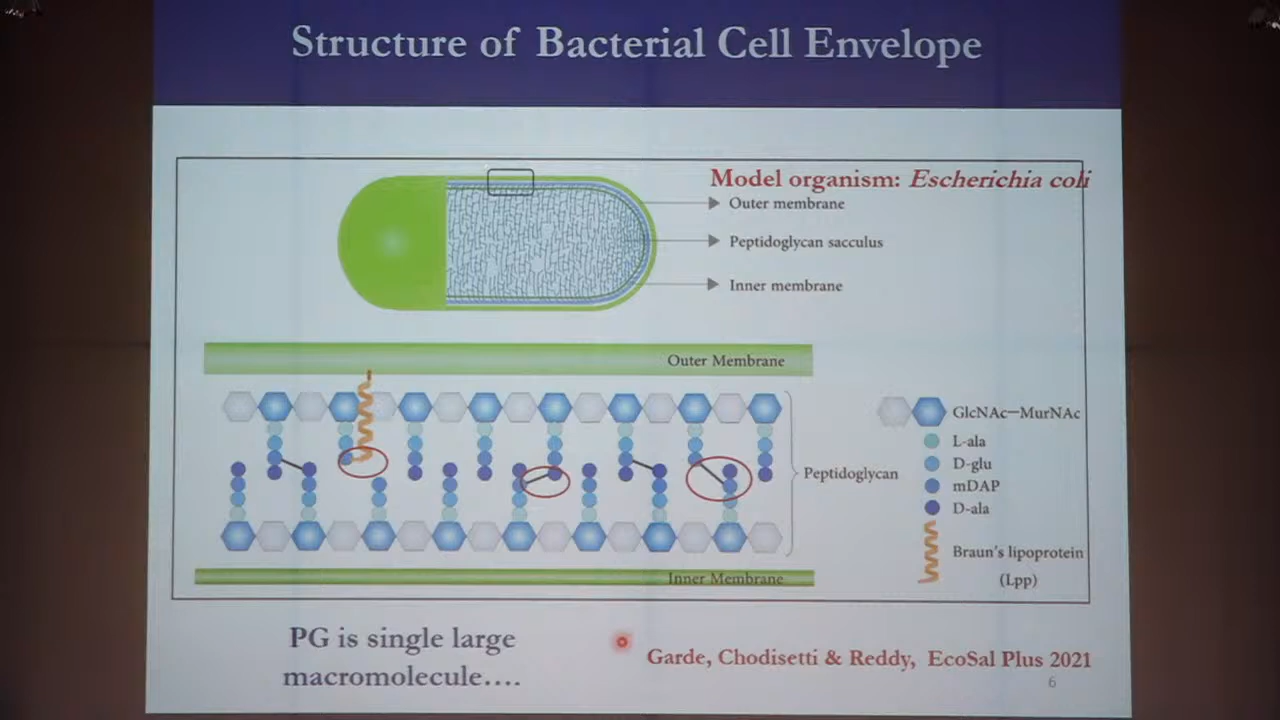 Structure of Bacterial Cell Envelope
Model organism: Escherichia coli
Outer membrane
Peptidoglycan sacculus
Inner membrane
Outer Membrane
GlcNAc—MurNAc
L-ala
D-glu
Peptidoglycan
mDAP
D-ala
Braun's lipoprotein
(Lpp)
Inner Membrane
PG is single large
macromolecule....
Garde, Chodisetti & Reddy, EcoSal Plus 2021
6